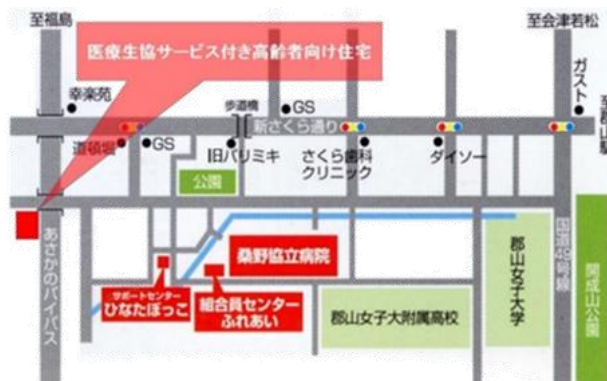 至福島
至会津若松
医療生協サービス付き高齢者向け住宅
幸楽苑
歩道橋
GS
ガスト
至郡山駅
新さくら通り
道頓堀
GS
旧パリミキ
さくら歯科
クリニック
ダイソー
公園
あさかのバイパス
桑野協立病院
国道49号線
郡山女子大学
開成山公園
サポートセンター
ひなたぼっこ
組合員センター
ふれあい
郡山女子大附属高校